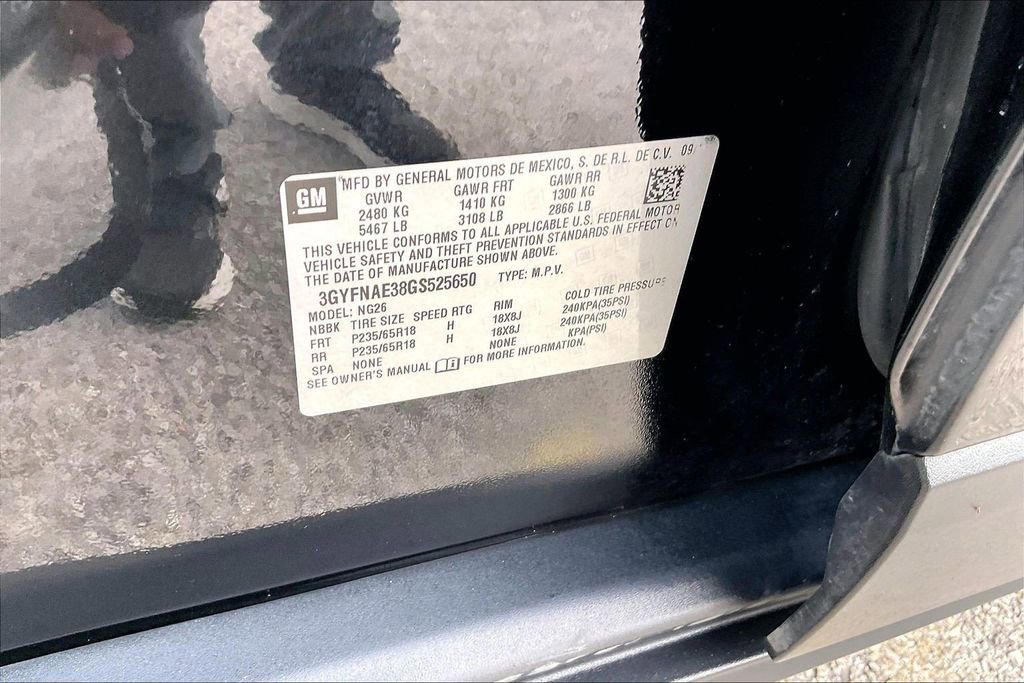 GM
MFD BY GENERAL MOTORS DE MEXICO, S. DE R.L. DE C.V. 09/
GVWR GAWR FRT GAWR RR
2480 KG 1410 KG 1300 KG
5467 LB 3108 LB 2866 LB
THIS VEHICLE CONFORMS TO ALL APPLICABLE U.S. FEDERAL MOTOR
VEHICLE SAFETY AND THEFT PREVENTION STANDARDS IN EFFECT ON
THE DATE OF MANUFACTURE SHOWN ABOVE.
3GYFNAE38GS525650 TYPE: M.P.V.
MODEL: NG26
NBBK TIRE SIZE SPEED RTG RIM COLD TIRE PRESSURE
FRT P235/65R18 H 18X8J 240KPA(35PSI)
RR P235/65R18 H 18X8J 240KPA(35PSI)
SPA NONE NONE KPA(PSI)
SEE OWNER'S MANUAL FOR MORE INFORMATION.